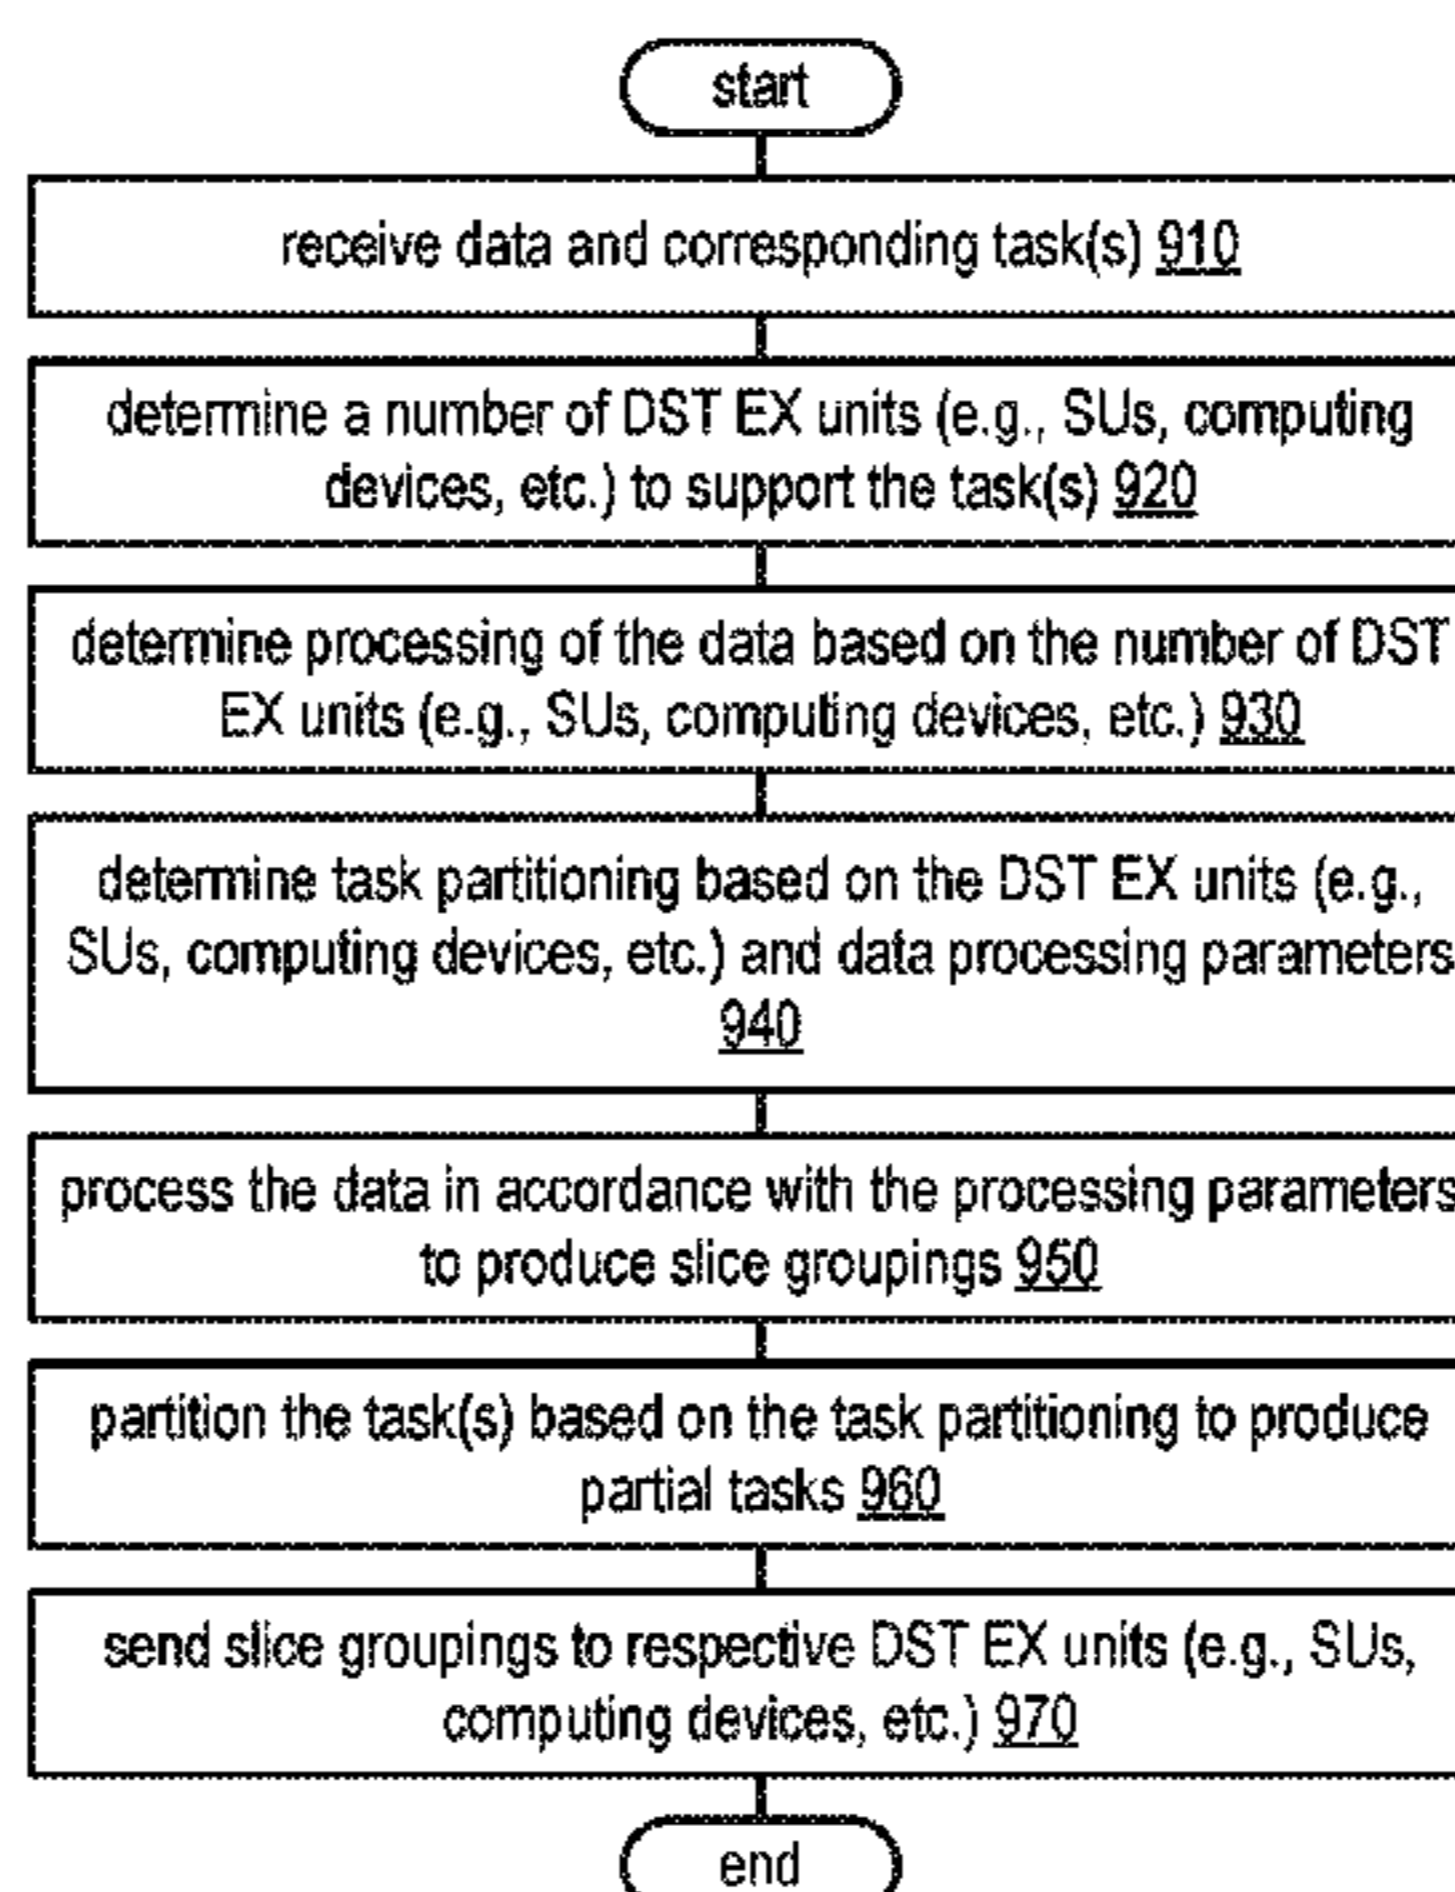 start
receive data and corresponding task(s) 910
determine a number of DST EX units (e.g., SUs, computing
devices, etc.) to support the task(s) 920
determine processing of the data based on the number of DST
EX units (e.g., SUs, computing devices, etc.) 930
determine task partitioning based on the DST EX units (e.g.,
SUs, computing devices, etc.) and data processing parameters
940
process the data in accordance with the processing parameters
to produce slice groupings 950
partition the task(s) based on the task partitioning to produce
partial tasks 960
send slice groupings to respective DST EX units (e.g., SUs,
computing devices, etc.) 970
end